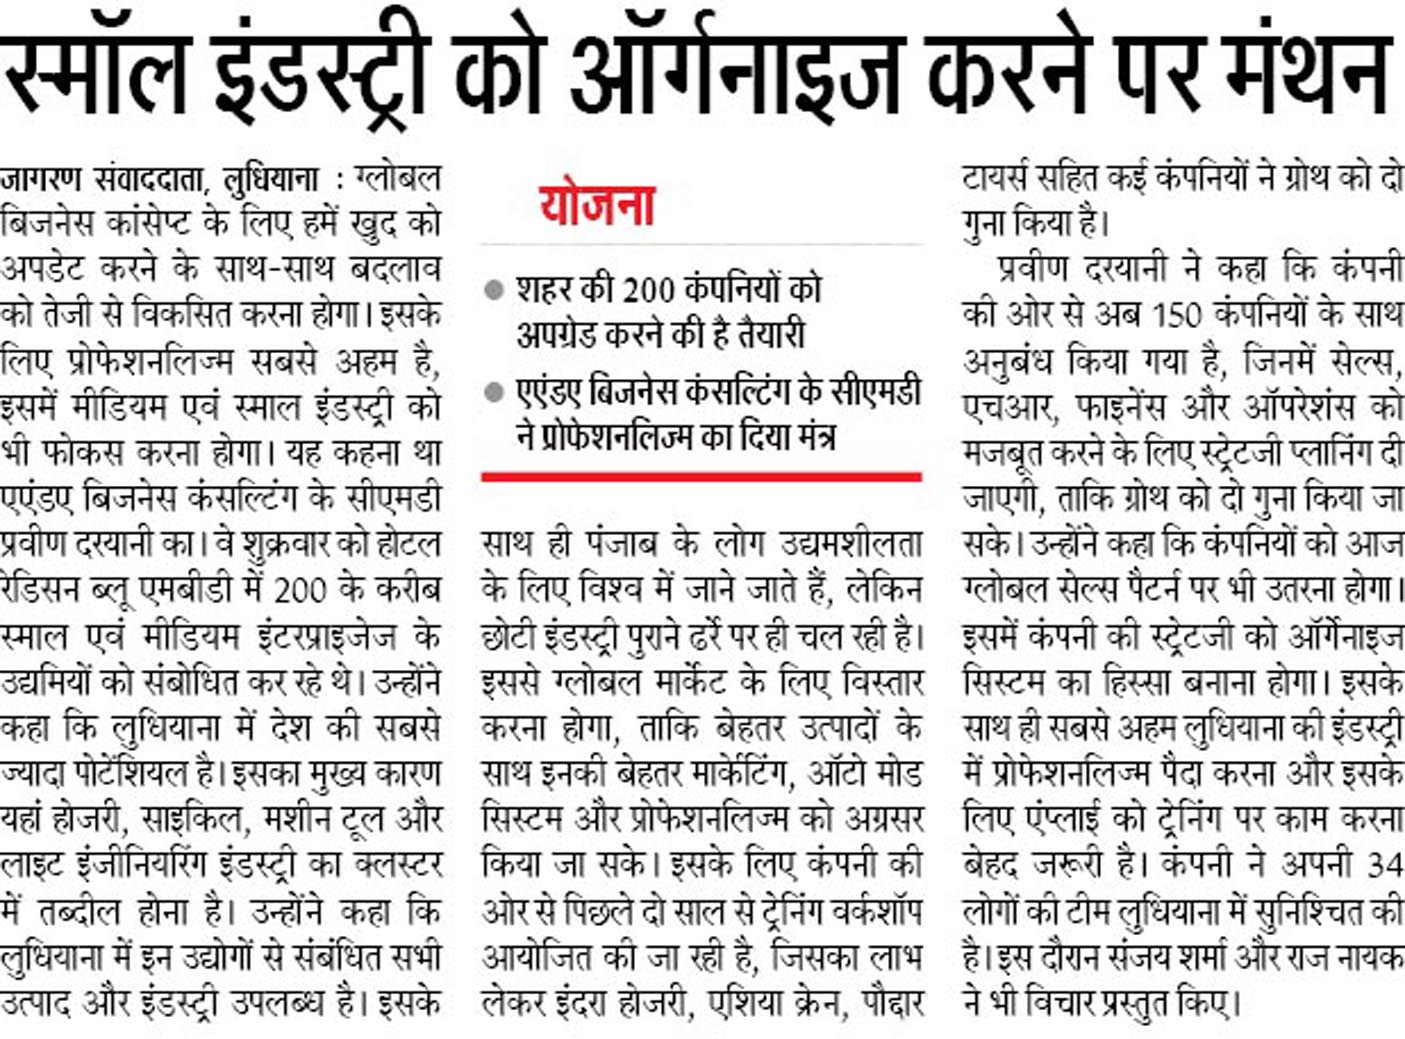 स्मॉल इंडस्ट्री को ऑर्गनाइज करने पर मंथन
जागरण संवाददाता, लुधियाना : ग्लोबल
बिजनेस कांसेप्ट के लिए हमें खुद को
अपडेट करने के साथ-साथ बदलाव
को तेजी से विकसित करना होगा। इसके
लिए प्रोफेशनलिज्म सबसे अहम है,
इसमें मीडियम एवं स्माल इंडस्ट्री को
भी फोकस करना होगा। यह कहना था
एएंडए बिजनेस कंसल्टिंग के सीएमडी
प्रवीण दरयानी का। वे शुक्रवार को होटल
रेडिसन ब्लू एमबीडी में 200 के करीब
स्माल एवं मीडियम इंटरप्राइजेज के
उद्यमियों को संबोधित कर रहे थे। उन्होंने
कहा कि लुधियाना में देश की सबसे
ज्यादा पोटेंशियल है। इसका मुख्य कारण
यहां होजरी, साइकिल, मशीन टूल और
लाइट इंजीनियरिंग इंडस्ट्री का क्लस्टर
में तब्दील होना है। उन्होंने कहा कि
लुधियाना में इन उद्योगों से संबंधित सभी
उत्पाद और इंडस्ट्री उपलब्ध है। इसके
योजना
● शहर की 200 कंपनियों को
अपग्रेड करने की है तैयारी
● एएंडए बिजनेस कंसल्टिंग के सीएमडी
ने प्रोफेशनलिज्म का दिया मंत्र
साथ ही पंजाब के लोग उद्यमशीलता
के लिए विश्व में जाने जाते हैं, लेकिन
छोटी इंडस्ट्री पुराने ढर्रे पर ही चल रही है।
इससे ग्लोबल मार्केट के लिए विस्तार
करना होगा, ताकि बेहतर उत्पादों के
साथ इनकी बेहतर मार्केटिंग, ऑटो मोड
सिस्टम और प्रोफेशनलिज्म को अग्रसर
किया जा सके। इसके लिए कंपनी की
ओर से पिछले दो साल से ट्रेनिंग वर्कशॉप
आयोजित की जा रही है, जिसका लाभ
लेकर इंदरा होजरी, एशिया क्रेन, पौद्दार
टायर्स सहित कई कंपनियों ने ग्रोथ को दो
गुना किया है।
प्रवीण दरयानी ने कहा कि कंपनी
की ओर से अब 150 कंपनियों के साथ
अनुबंध किया गया है, जिनमें सेल्स,
एचआर, फाइनेंस और ऑपरेशंस को
मजबूत करने के लिए स्ट्रेटजी प्लानिंग दी
जाएगी, ताकि ग्रोथ को दो गुना किया जा
सके। उन्होंने कहा कि कंपनियों को आज
ग्लोबल सेल्स पैटर्न पर भी उतरना होगा।
इसमें कंपनी की स्ट्रेटजी को ऑर्गेनाइज
सिस्टम का हिस्सा बनाना होगा। इसके
साथ ही सबसे अहम लुधियाना की इंडस्ट्री
में प्रोफेशनलिज्म पैदा करना और इसके
लिए एंप्लाई को ट्रेनिंग पर काम करना
बेहद जरूरी है। कंपनी ने अपनी 34
लोगों की टीम लुधियाना में सुनिश्चित की
है। इस दौरान संजय शर्मा और राज नायक
ने भी विचार प्रस्तुत किए।